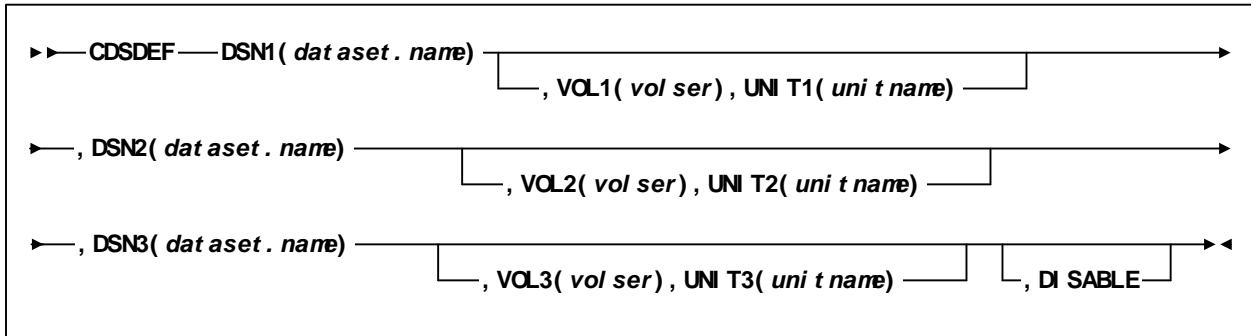 CDSDEF DSN1(dataset.name)
,VOL1(volser),UNIT1(unitname)
,DSN2(dataset.name)
,VOL2(volser),UNIT2(unitname)
,DSN3(dataset.name)
,VOL3(volser),UNIT3(unitname) ,DISABLE